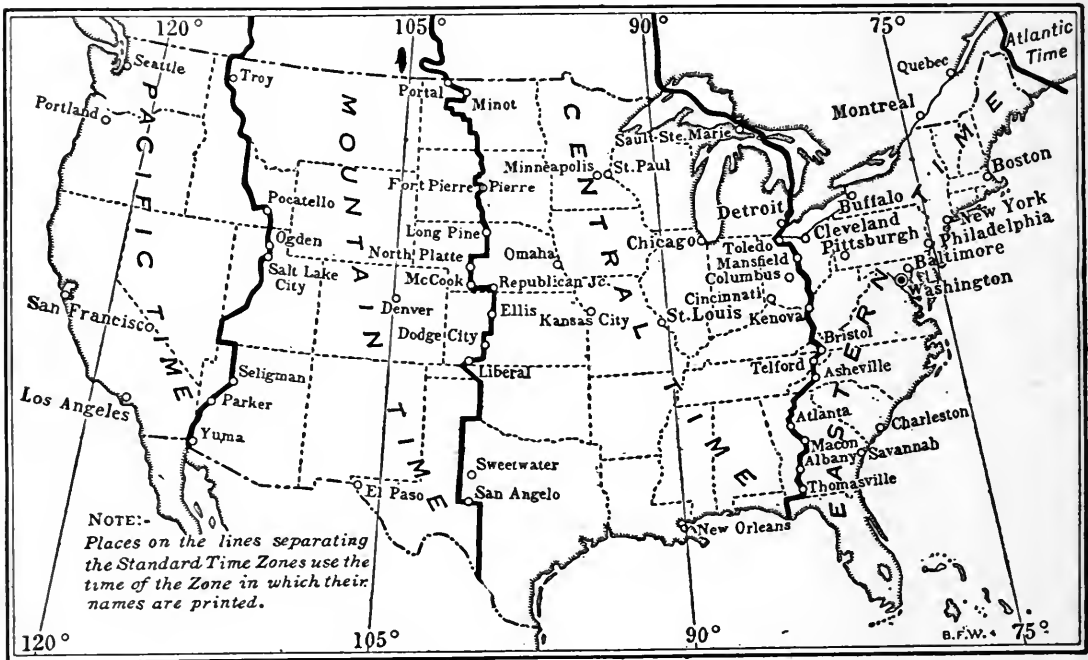 120°
105°
90°
75°
Atlantic
Time
Seattle
Troy
Portal
Minot
Quebec
Portland
Montreal
Sault-Ste. Marie
Minneapolis
St. Paul
Boston
Fort Pierre
Pierre
Pocatello
Buffalo
Detroit
New York
Long Pine
Cleveland
Philadelphia
Ogden
Omaha
Chicago
Toledo
Pittsburgh
North Platte
Mansfield
Baltimore
Salt Lake
City
McCook
Republican Jc.
Columbus
Washington
San Francisco
Denver
Ellis
Kansas City
St. Louis
Cincinnati
Kenova
Dodge City
Bristol
Liberal
Telford
Seligman
Asheville
Los Angeles
Parker
Atlanta
Charleston
Yuma
Macon
Albany
Savannah
Sweetwater
Thomasville
El Paso
San Angelo
New Orleans
PACIFIC TIME
MOUNTAIN TIME
CENTRAL TIME
EASTERN TIME
NOTE:-
Places on the lines separating
the Standard Time Zones use the
time of the Zone in which their
names are printed.
120°
105°
90°
75°
B.F.W.